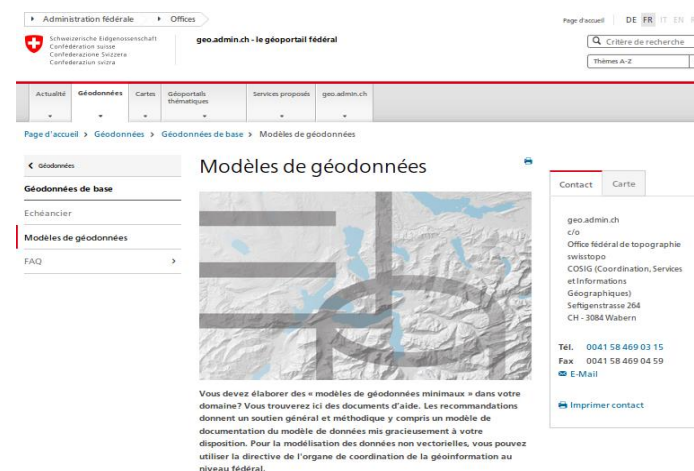 Administration fédérale Offices
Page d'accueil DE FR IT EN
Schweizerische Eidgenossenschaft
Confédération suisse
Confederazione Svizzera
Confederaziun svizra
geo.admin.ch - le géoportail fédéral
Critère de recherche
Thèmes A-Z
Actualité
Géodonnées
Cartes
Géoportails
thématiques
Services proposés
geo.admin.ch
Page d'accueil > Géodonnées > Géodonnées de base > Modèles de géodonnées
Géodonnées
Géodonnées de base
Echéancier
Modèles de géodonnées
FAQ
Modèles de géodonnées
Vous devez élaborer des « modèles de géodonnées minimaux » dans votre
domaine? Vous trouverez ici des documents d'aide. Les recommandations
donnent un soutien général et méthodique y compris un modèle de
documentation du modèle de données mis gracieusement à votre
disposition. Pour la modélisation des données non vectorielles, vous pouvez
utiliser la directive de l'organe de coordination de la géoinformation au
niveau fédéral.
Contact Carte
geo.admin.ch
c/o
Office fédéral de topographie
swisstopo
COSIG (Coordination, Services
et Informations
Géographiques)
Seftigenstrasse 264
CH - 3084 Wabern
Tél. 0041 58 469 03 15
Fax 0041 58 469 04 59
E-Mail
Imprimer contact